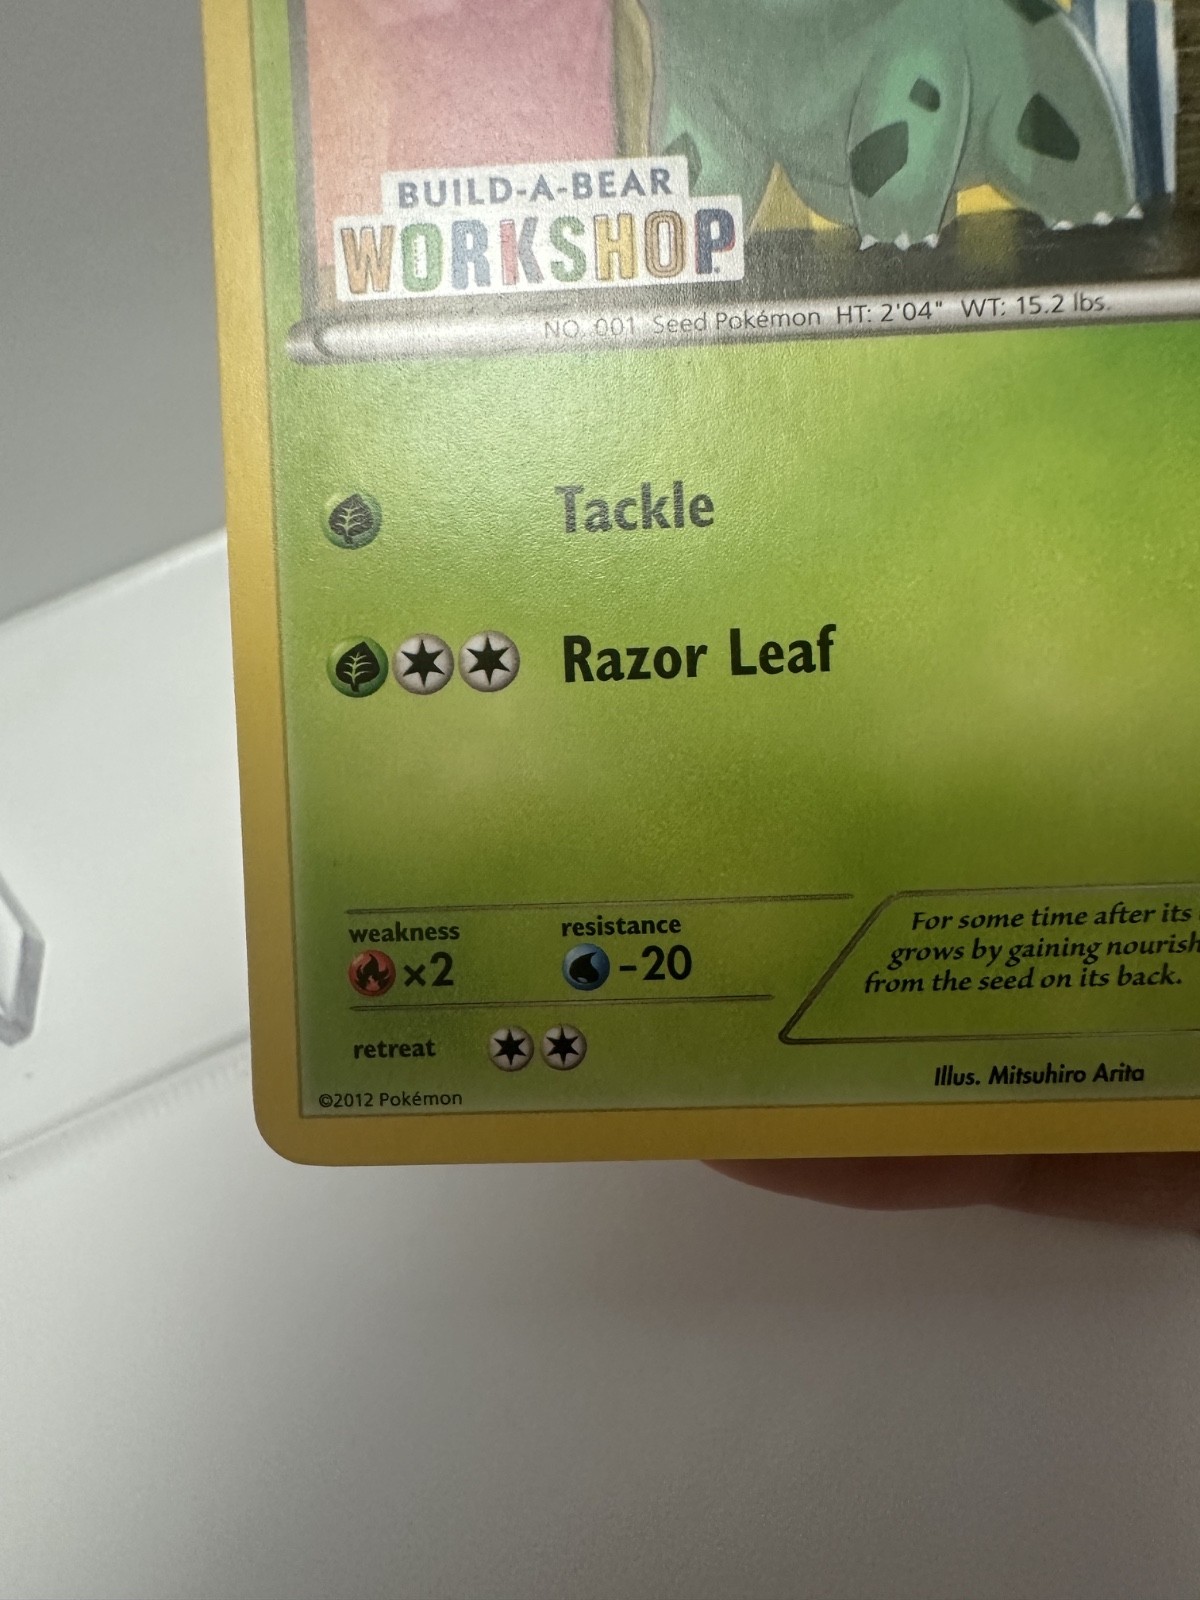 BUILD-A-BEAR
WORKSHOP
NO. 001 Seed Pokémon HT: 2'04" WT: 15.2 lbs.
Tackle
Razor Leaf
weakness
×2
resistance
-20
For some time after its
grows by gaining nourish
from the seed on its back.
retreat
Illus. Mitsuhiro Arita
©2012 Pokémon